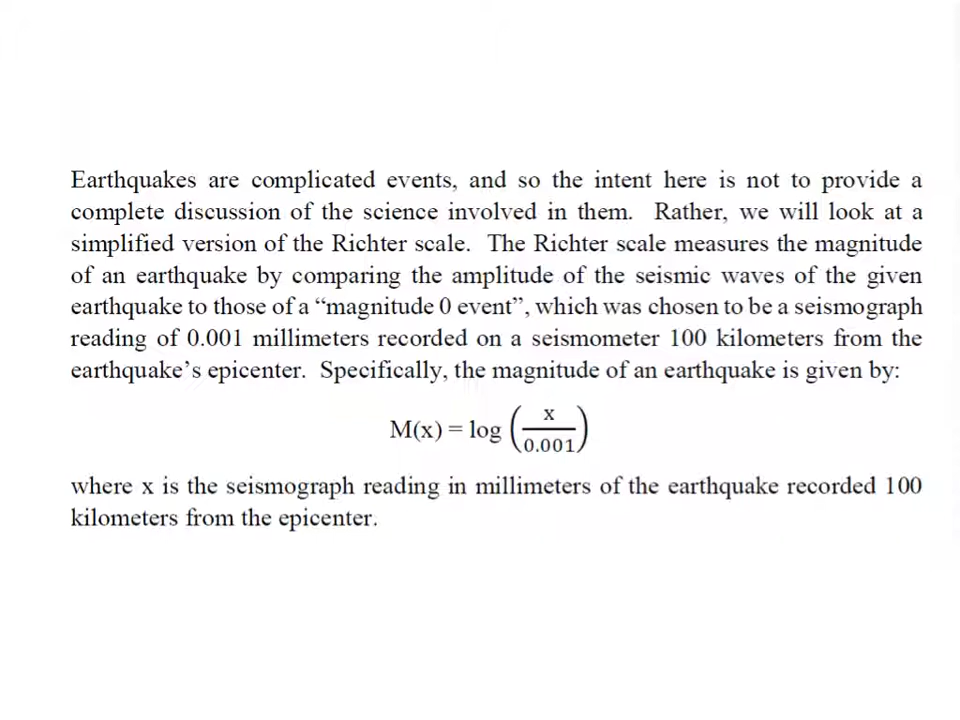 Earthquakes are complicated events, and so the intent here is not to provide a
complete discussion of the science involved in them. Rather, we will look at a
simplified version of the Richter scale. The Richter scale measures the magnitude
of an earthquake by comparing the amplitude of the seismic waves of the given
earthquake to those of a “magnitude 0 event”, which was chosen to be a seismograph
reading of 0.001 millimeters recorded on a seismometer 100 kilometers from the
earthquake’s epicenter. Specifically, the magnitude of an earthquake is given by:
M(x) = log (x/0.001)
where x is the seismograph reading in millimeters of the earthquake recorded 100
kilometers from the epicenter.